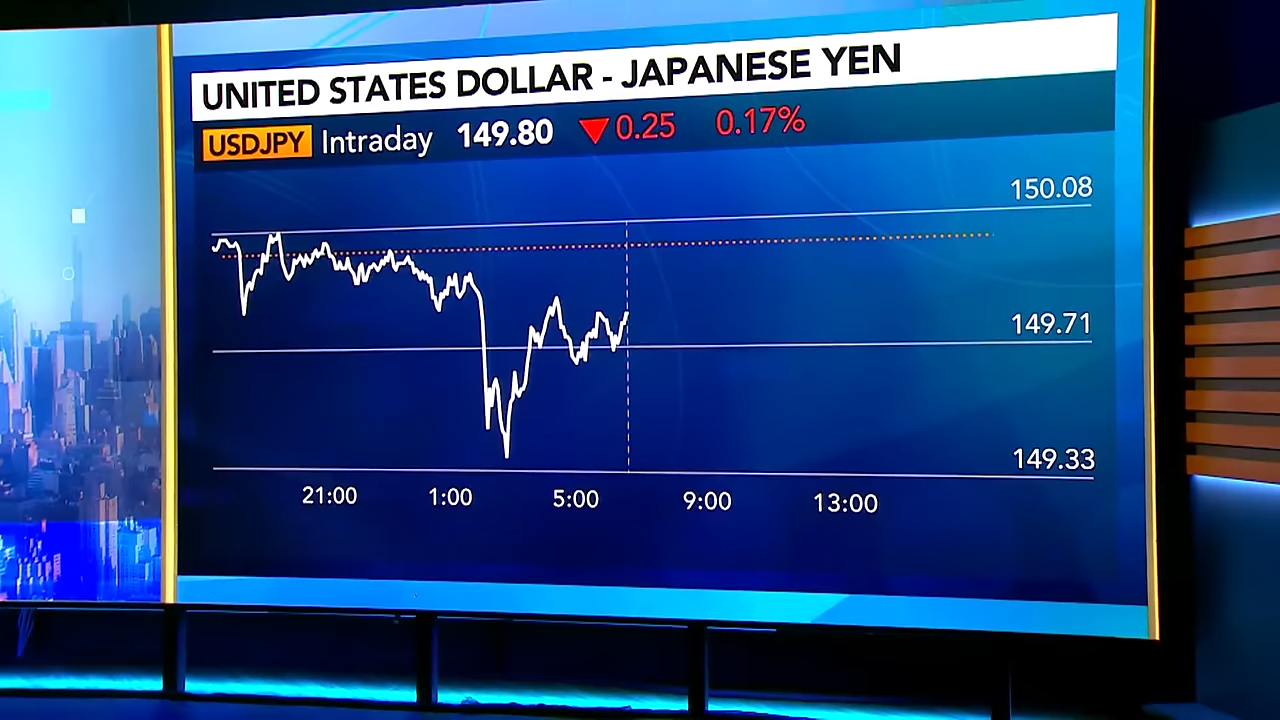 UNITED STATES DOLLAR - JAPANESE YEN
USDJPY Intraday 149.80 ▼0.25 0.17%
150.08
149.71
149.33
21:00 1:00 5:00 9:00 13:00